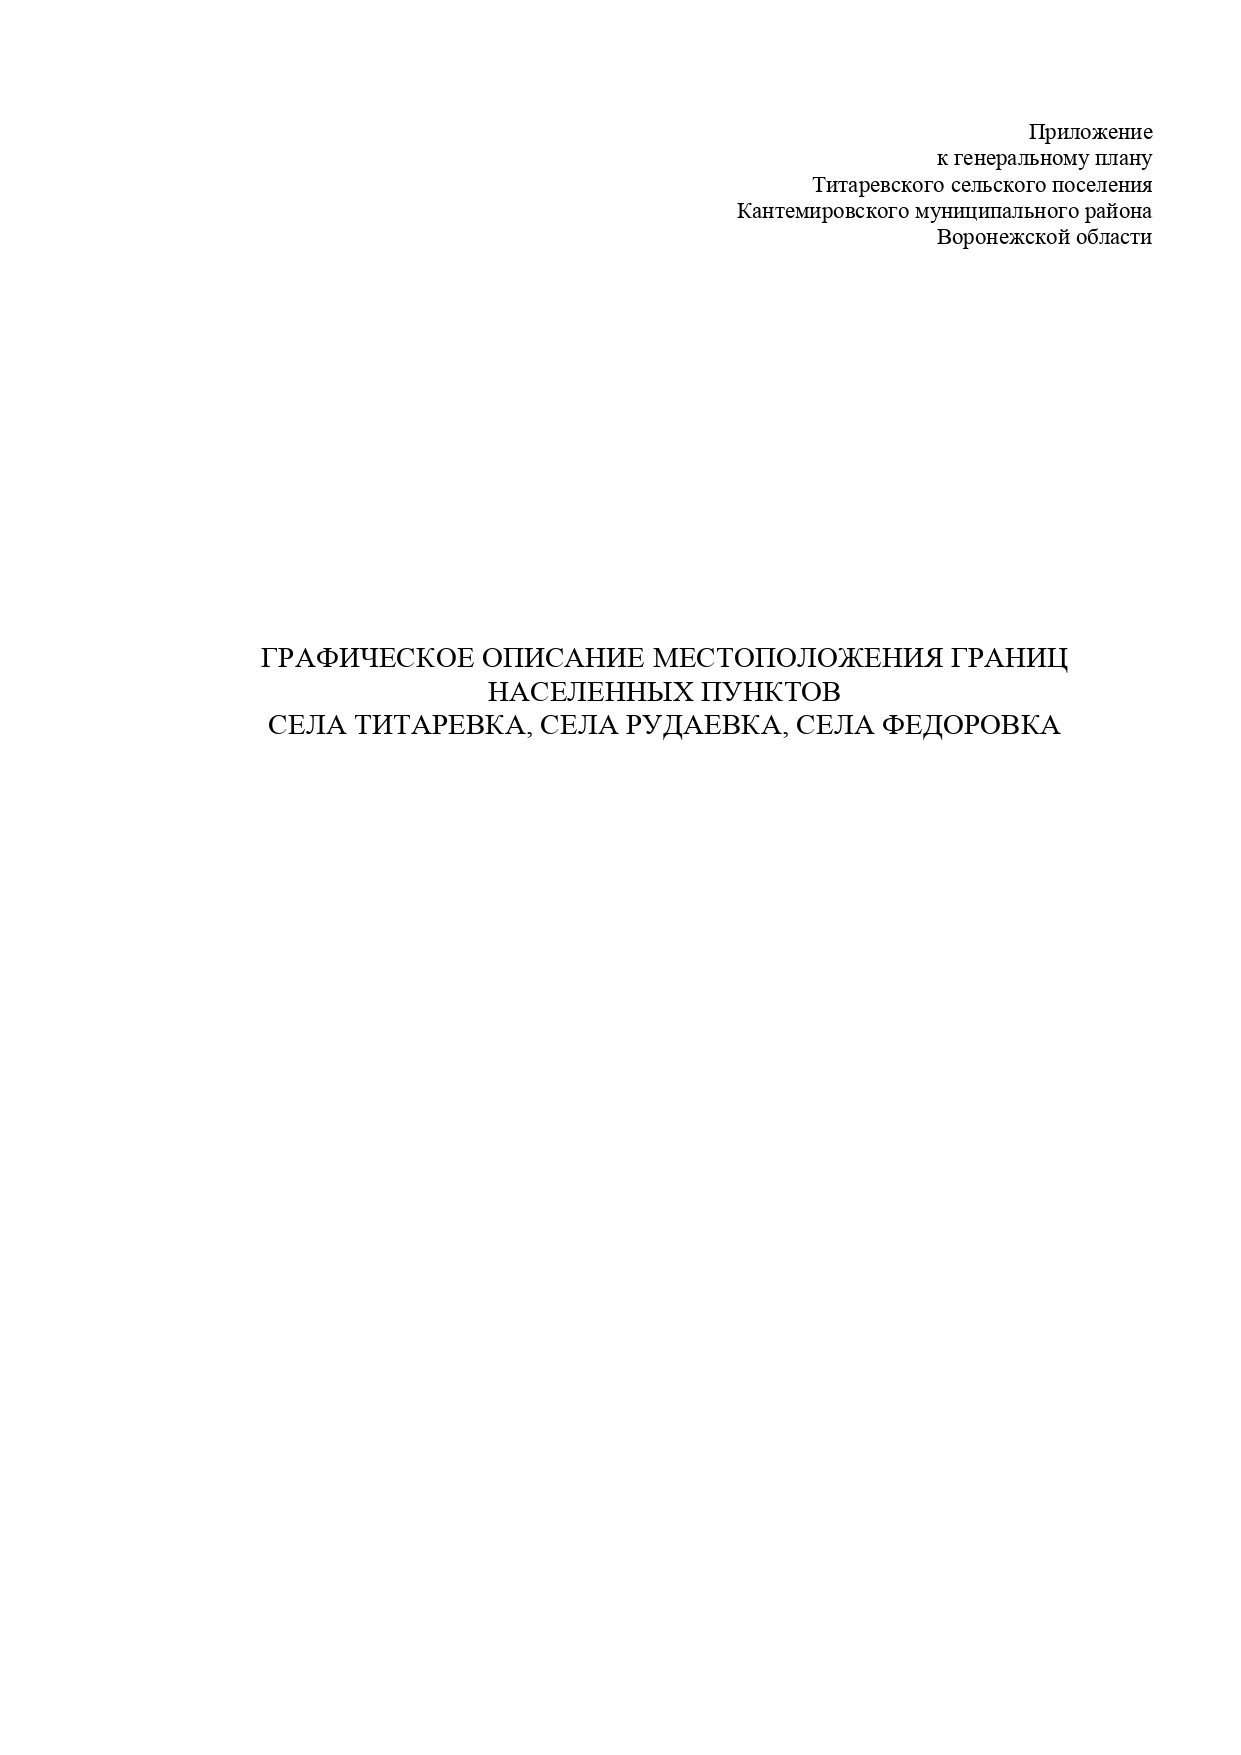 Приложение
к генеральному плану
Титаревского сельского поселения
Кантемировского муниципального района
Воронежской области
ГРАФИЧЕСКОЕ ОПИСАНИЕ МЕСТОПОЛОЖЕНИЯ ГРАНИЦ
НАСЕЛЕННЫХ ПУНКТОВ
СЕЛА ТИТАРЕВКА, СЕЛА РУДАЕВКА, СЕЛА ФЕДОРОВКА